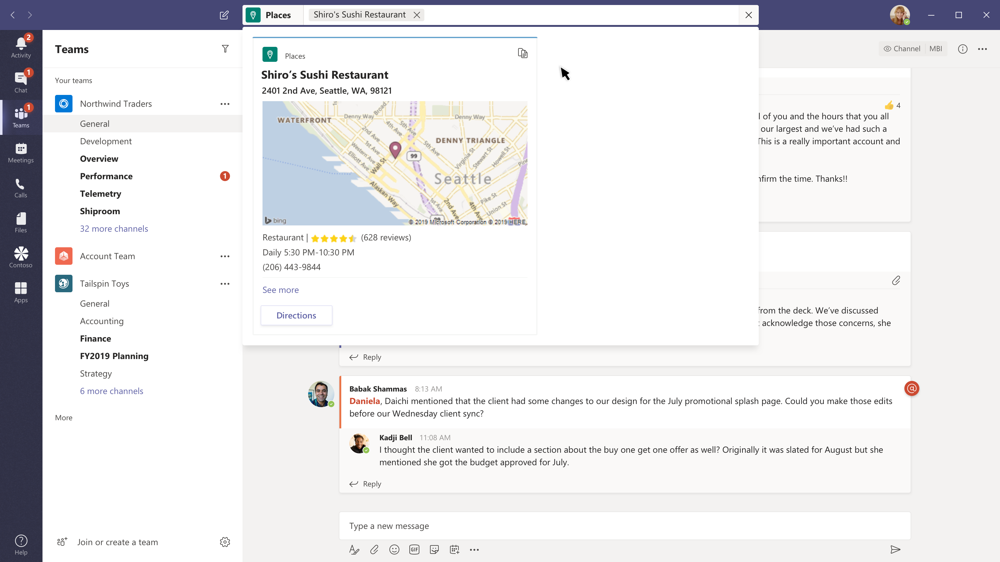 Places
Shiro's Sushi Restaurant
2
Activity
1
Chat
1
Teams
Meetings
Calls
Files
Contoso
Apps
Help
Teams
Your teams
Northwind Traders
General
Development
Overview
Performance
1
Telemetry
Shiproom
32 more channels
Account Team
Tailspin Toys
General
Accounting
Finance
FY2019 Planning
Strategy
6 more channels
More
Join or create a team
Places
Shiro’s Sushi Restaurant
2401 2nd Ave, Seattle, WA, 98121
Denny Way
Broad
Denny Way
WATERFRONT
4th Ave
5th Ave
2nd Ave
DENNY TRIANGLE
1st Ave
5th Ave
Western Ave
99
Virginia St
Stewart St
Howell St
Elliott Ave
Wall St
Seattle
Alaskan Way
1st Ave
2nd Ave
4th Ave
Pike St
Union St
bing
99
© 2019 Microsoft Corporation © 2019 HERE
Restaurant | (628 reviews)
Daily 5:30 PM-10:30 PM
(206) 443-9844
See more
Directions
Channel
MBI
4
of you and the hours that you all
our largest and we’ve had such a
This is a really important account and
nfirm the time. Thanks!!
from the deck. We’ve discussed
acknowledge those concerns, she
Reply
Babak Shammas 8:13 AM
@
Daniela, Daichi mentioned that the client had some changes to our design for the July promotional splash page. Could you make those edits
before our Wednesday client sync?
Kadji Bell 11:08 AM
I thought the client wanted to include a section about the buy one get one offer as well? Originally it was slated for August but she
mentioned she got the budget approved for July.
Reply
Type a new message
GIF